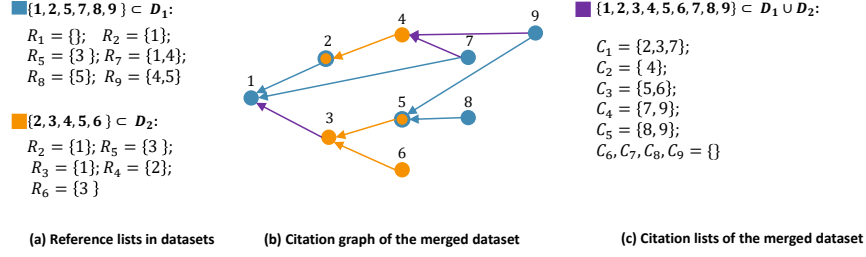 {1, 2, 5, 7, 8, 9 } ⊂ D₁:
R₁ = {};   R₂ = {1};
R₅ = {3 }; R₇ = {1,4};
R₈ = {5};  R₉ = {4,5}
{2, 3, 4, 5, 6 } ⊂ D₂:
R₂ = {1}; R₅ = {3 };
R₃ = {1}; R₄ = {2};
R₆ = {3 }
(a) Reference lists in datasets
9
4
2
7
1
5
8
3
6
(b) Citation graph of the merged dataset
{1, 2, 3, 4, 5, 6, 7, 8, 9} ⊂ D₁ ∪ D₂:
C₁ = {2,3,7};
C₂ = { 4};
C₃ = {5,6};
C₄ = {7, 9};
C₅ = {8, 9};
C₆, C₇, C₈, C₉ = {}
(c) Citation lists of the merged dataset